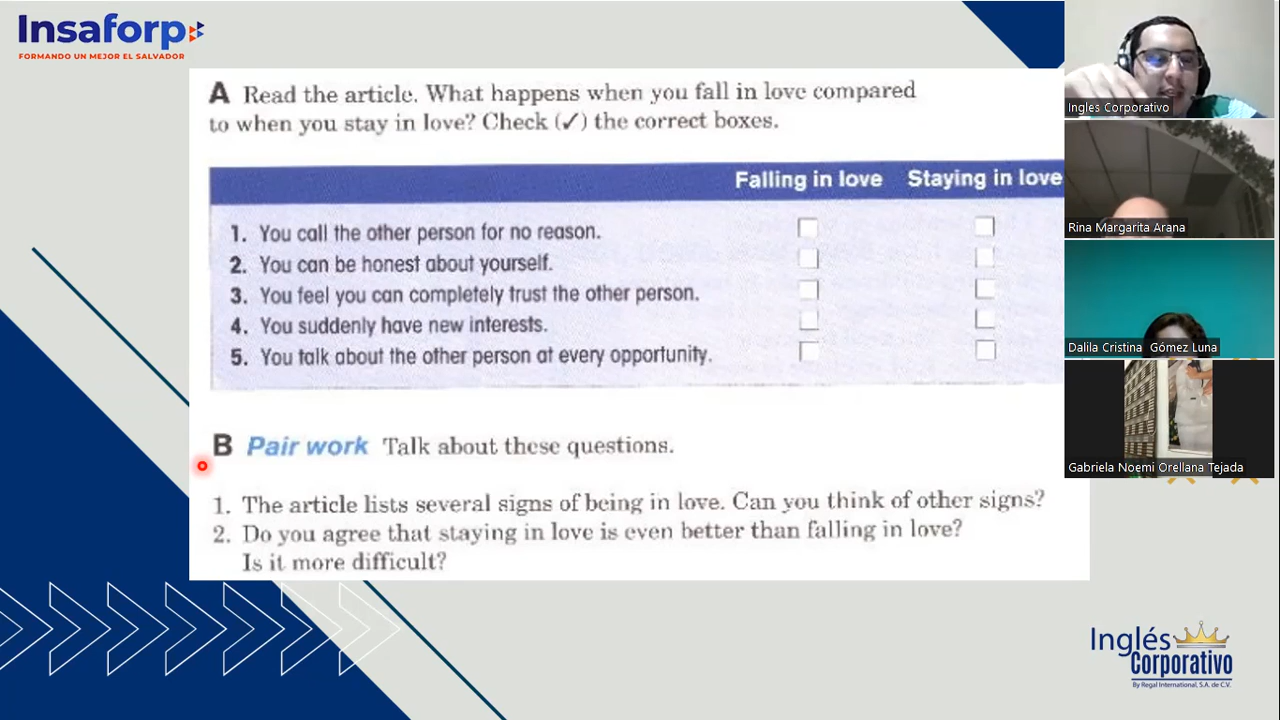 Insaforp
FORMANDO UN MEJOR EL SALVADOR
A Read the article. What happens when you fall in love compared
to when you stay in love? Check (✓) the correct boxes.
Falling in love Staying in love
1. You call the other person for no reason.
2. You can be honest about yourself.
3. You feel you can completely trust the other person.
4. You suddenly have new interests.
5. You talk about the other person at every opportunity.
B Pair work Talk about these questions.
1. The article lists several signs of being in love. Can you think of other signs?
2. Do you agree that staying in love is even better than falling in love?
Is it more difficult?
Ingles Corporativo
Rina Margarita Arana
Dalila Cristina Gómez Luna
Gabriela Noemi Orellana Tejada
Inglés
Corporativo
By Regal International, S.A. de C.V.